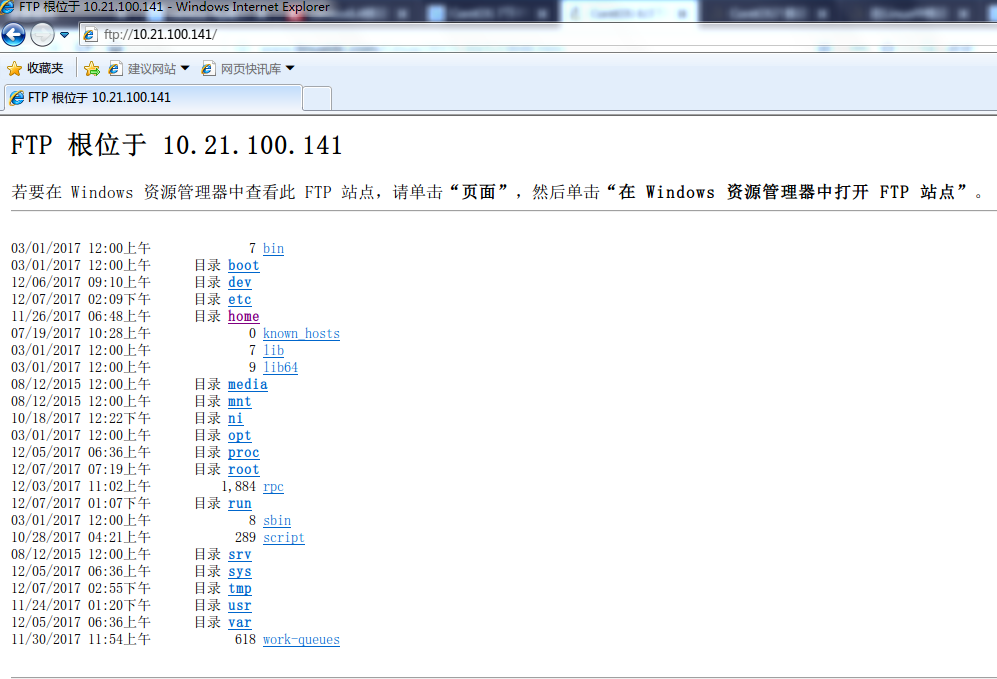 FTP 根位于 10.21.100.141 - Windows Internet Explorer
ftp://10.21.100.141/
收藏夹 建议网站 网页快讯库
FTP 根位于 10.21.100.141
FTP 根位于 10.21.100.141
若要在 Windows 资源管理器中查看此 FTP 站点，请单击“页面”，然后单击“在 Windows 资源管理器中打开 FTP 站点”。
03/01/2017 12:00上午 7 bin
03/01/2017 12:00上午 目录 boot
12/06/2017 09:10上午 目录 dev
12/07/2017 02:09下午 目录 etc
11/26/2017 06:48上午 目录 home
07/19/2017 10:28上午 0 known_hosts
03/01/2017 12:00上午 7 lib
03/01/2017 12:00上午 9 lib64
08/12/2015 12:00上午 目录 media
08/12/2015 12:00上午 目录 mnt
10/18/2017 12:22下午 目录 ni
03/01/2017 12:00上午 目录 opt
12/05/2017 06:36上午 目录 proc
12/07/2017 07:19上午 目录 root
12/03/2017 11:02上午 1,884 rpc
12/07/2017 01:07下午 目录 run
03/01/2017 12:00上午 8 sbin
10/28/2017 04:21上午 289 script
08/12/2015 12:00上午 目录 srv
12/05/2017 06:36上午 目录 sys
12/07/2017 02:55下午 目录 tmp
11/24/2017 01:20下午 目录 usr
12/05/2017 06:36上午 目录 var
11/30/2017 11:54上午 618 work-queues